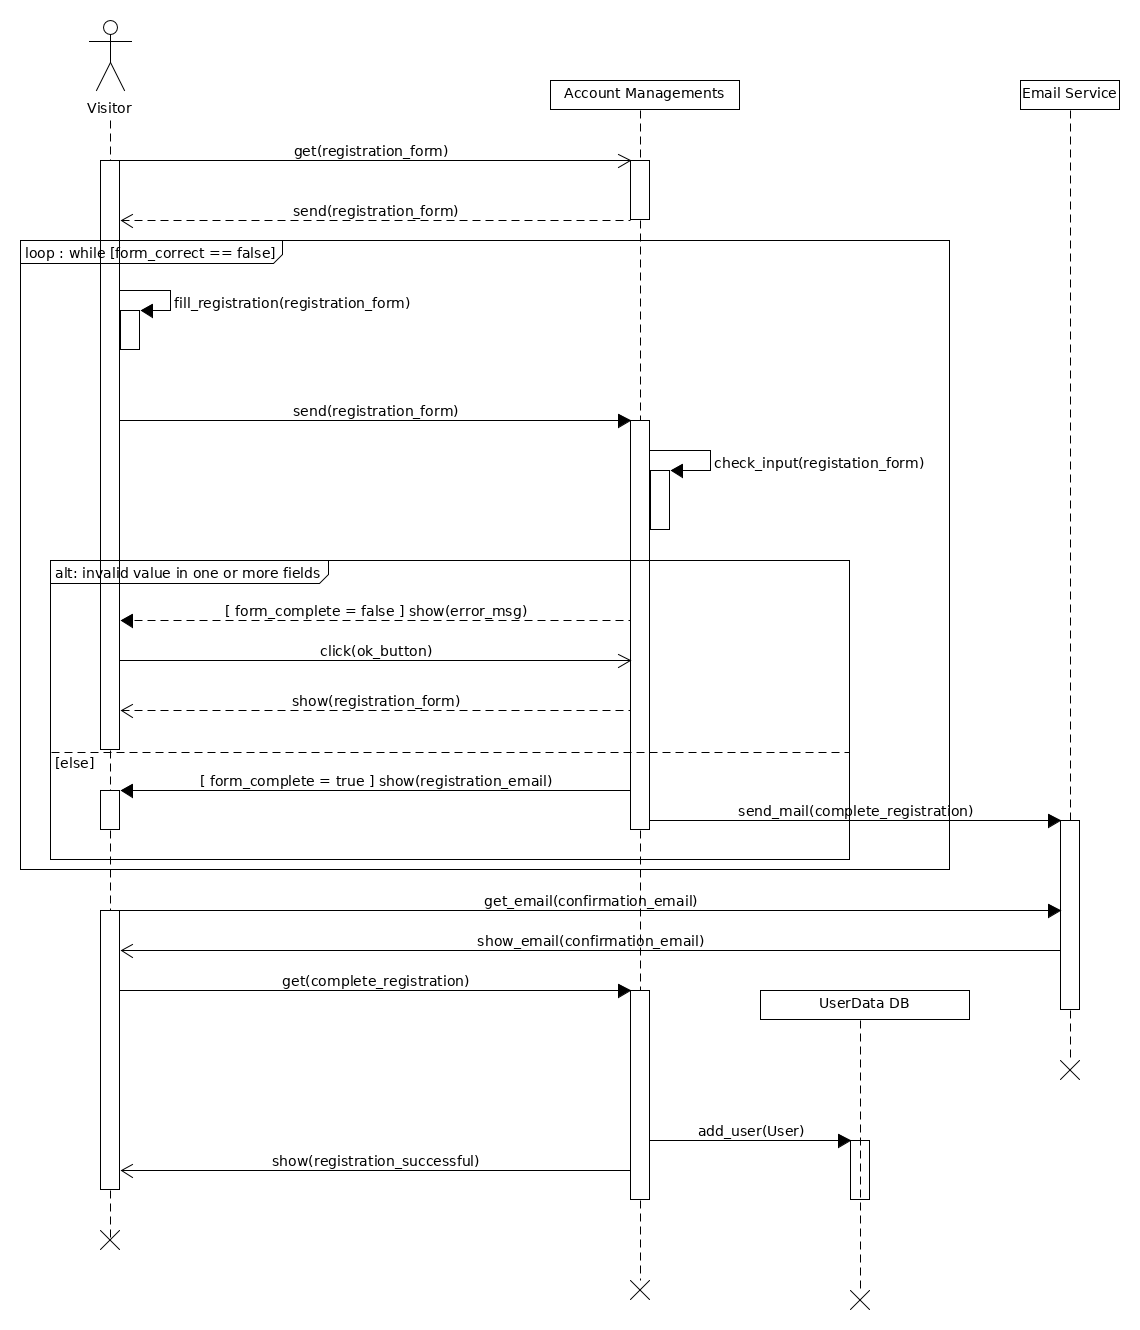 Visitor
Account Managements
Email Service
get(registration_form)
send(registration_form)
loop : while [form_correct == false]
fill_registration(registration_form)
send(registration_form)
check_input(registation_form)
alt: invalid value in one or more fields
[ form_complete = false ] show(error_msg)
click(ok_button)
show(registration_form)
[else]
[ form_complete = true ] show(registration_email)
send_mail(complete_registration)
get_email(confirmation_email)
show_email(confirmation_email)
get(complete_registration)
UserData DB
add_user(User)
show(registration_successful)